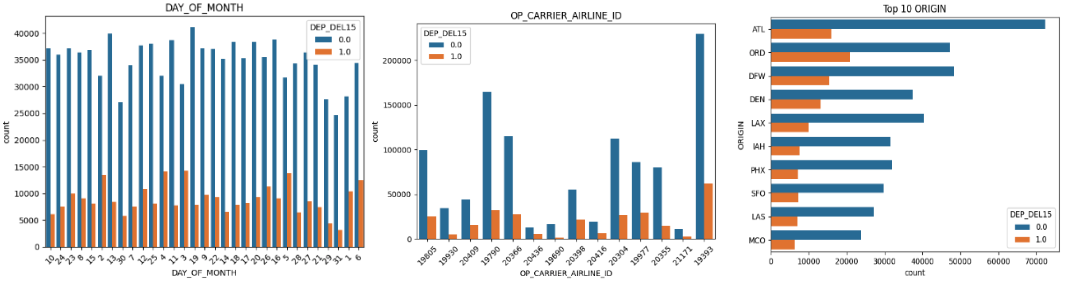 DAY_OF_MONTH
DEP_DEL15
0.0
1.0
40000
35000
30000
25000
20000
15000
10000
5000
0
count
10 24 23 8 15 2 13 30 7 12 25 4 11 3 19 9 22 14 18 17 20 26 16 5 28 27 21 29 31 1 6
DAY_OF_MONTH
OP_CARRIER_AIRLINE_ID
DEP_DEL15
0.0
1.0
200000
150000
100000
50000
0
count
19805 19930 20409 19790 20366 20436 19690 20398 20416 20304 19977 20355 21171 19393
OP_CARRIER_AIRLINE_ID
Top 10 ORIGIN
ATL
ORD
DFW
DEN
LAX
IAH
PHX
SFO
LAS
MCO
ORIGIN
DEP_DEL15
0.0
1.0
0 10000 20000 30000 40000 50000 60000 70000
count